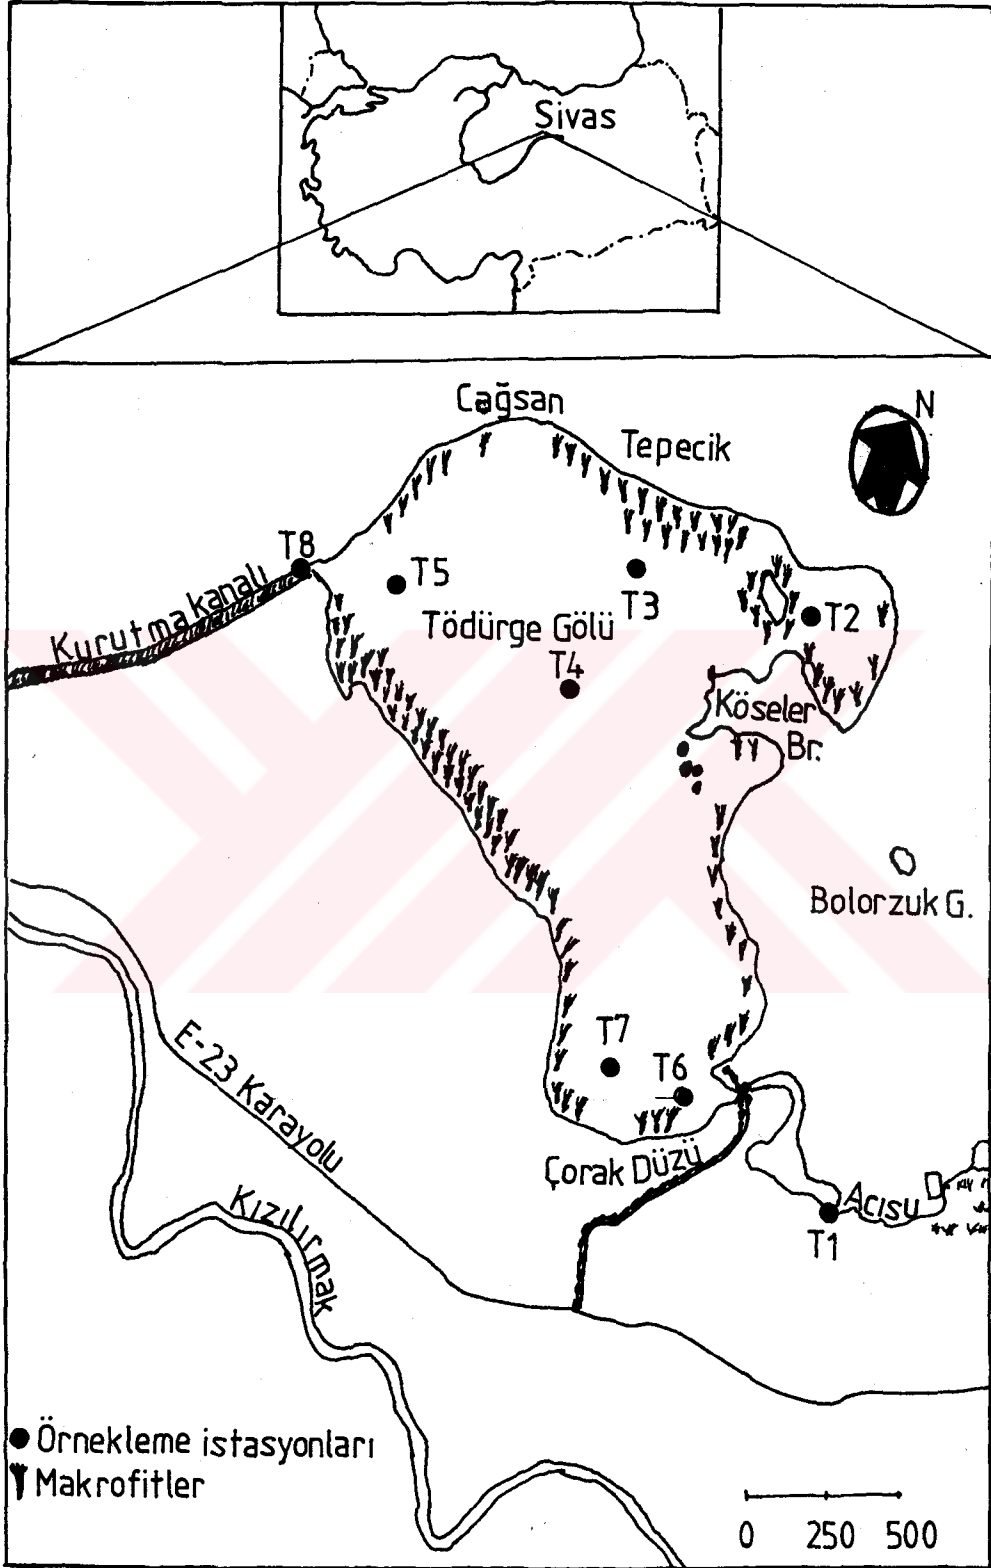 Sivas
Cağsan
N
Tepecik
T8
T5
T3
Kurutma kanalı
T2
Tödürge Gölü
T4
Köseler
Br.
Bolorzuk G.
T7
E-23 Karayolu
T6
Çorak Düzü
Acısu
Kızılırmak
T1
Örnekleme istasyonları
Makrofitler
0 250 500